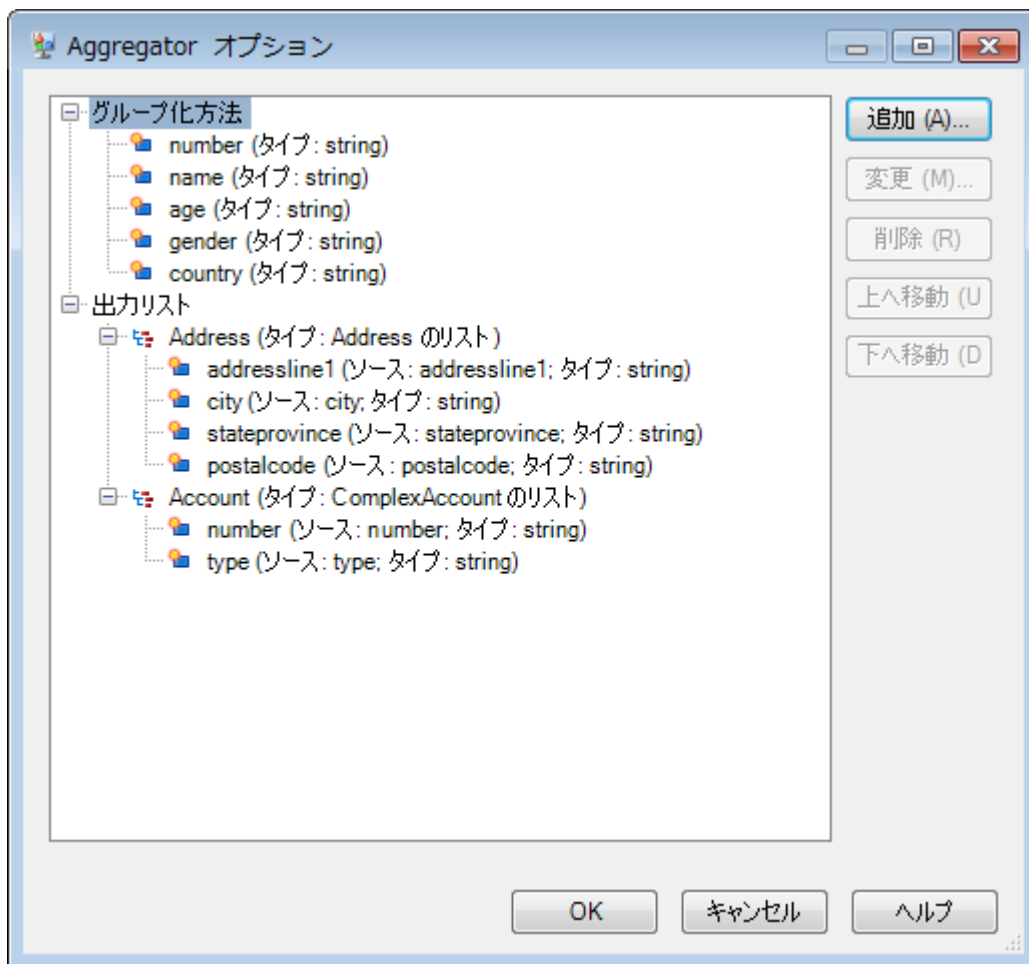 Aggregator オプション
グループ化方法
number (タイプ: string)
name (タイプ: string)
age (タイプ: string)
gender (タイプ: string)
country (タイプ: string)
出力リスト
Address (タイプ: Address のリスト)
addressline1 (ソース: addressline1; タイプ: string)
city (ソース: city; タイプ: string)
stateprovince (ソース: stateprovince; タイプ: string)
postalcode (ソース: postalcode; タイプ: string)
Account (タイプ: ComplexAccount のリスト)
number (ソース: number; タイプ: string)
type (ソース: type; タイプ: string)
追加 (A)...
変更 (M)...
削除 (R)
上へ移動 (U
下へ移動 (D
OK
キャンセル
ヘルプ